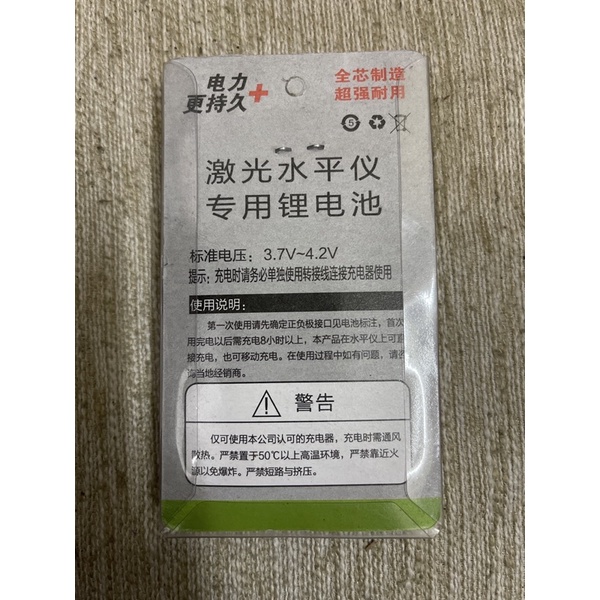 电力
更持久+
全芯制造
超强耐用
5
激光水平仪
专用锂电池
标准电压：3.7V~4.2V
提示：充电时请务必单独使用转接线连接充电器使用
使用说明：
第一次使用请先确定正负极接口见电池标注，首次
用完电以后需充电8小时以上，本产品在水平仪上可直
接充电，也可移动充电。在使用过程中如有问题，请咨
询当地经销商。
警告
仅可使用本公司认可的充电器，充电时需通风
散热。严禁置于50℃以上高温环境，严禁靠近火
源以免爆炸。严禁短路与挤压。